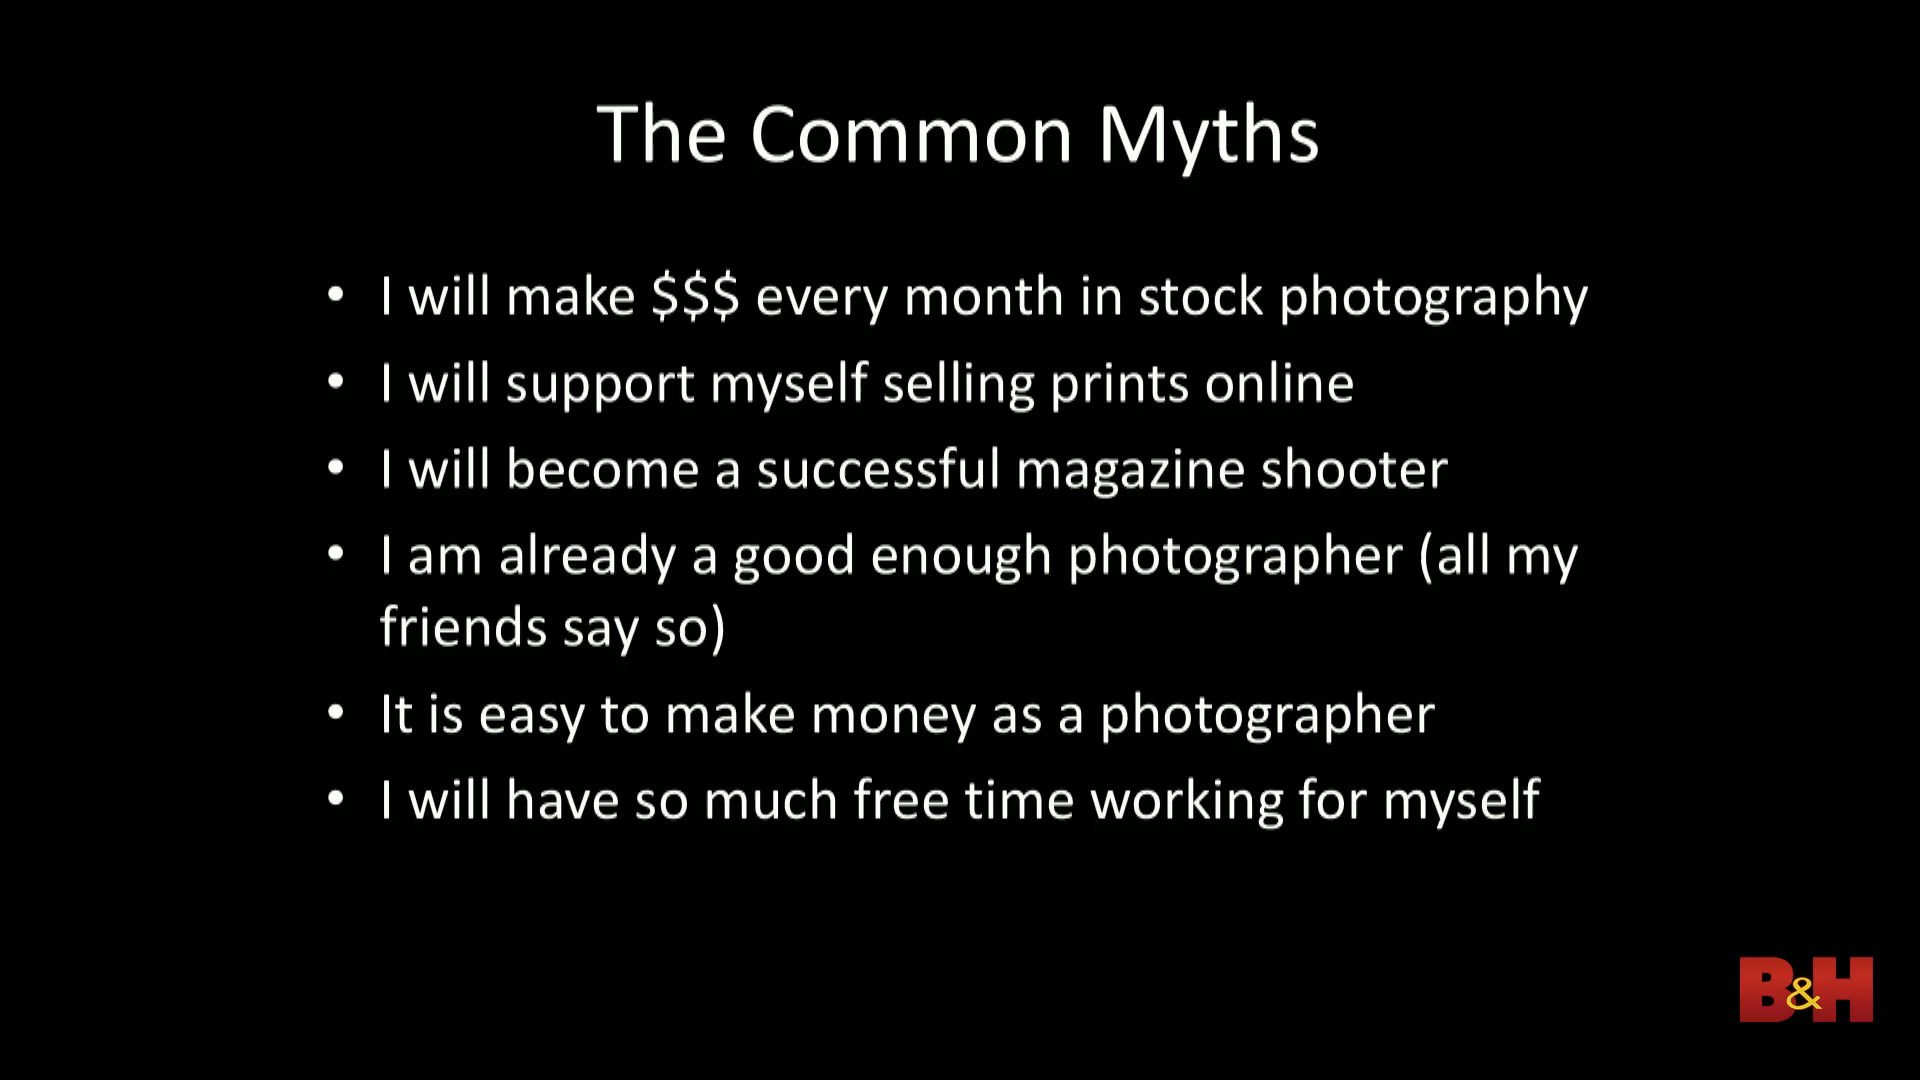 The Common Myths
• I will make $$$ every month in stock photography
• I will support myself selling prints online
• I will become a successful magazine shooter
• I am already a good enough photographer (all my
friends say so)
• It is easy to make money as a photographer
• I will have so much free time working for myself
B&H